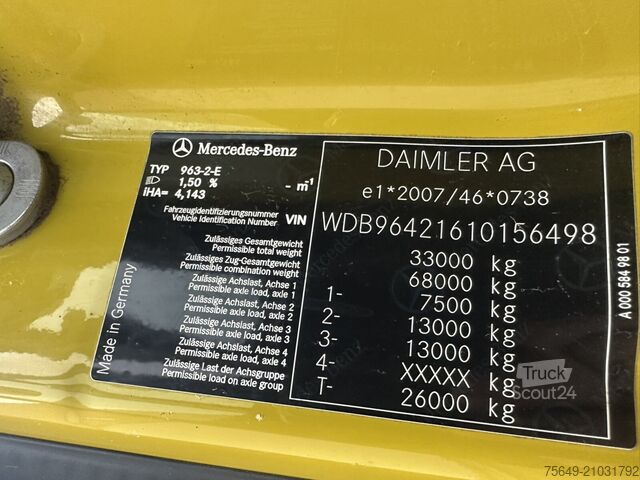 Mercedes-Benz
DAIMLER AG
TYP 963-2-E
1,50 % - m⁻¹
iHA= 4,143
e1*2007/46*0738
Fahrzeugidentifizierungsnummer
Vehicle Identification Number VIN WDB96421610156498
Zulässiges Gesamtgewicht
Permissible total weight 33000 kg
Zulässiges Zug-Gesamtgewicht
Permissible combination weight 68000 kg
Zulässige Achslast, Achse 1
Permissible axle load, axle 1 1- 7500 kg
Zulässige Achslast, Achse 2
Permissible axle load, axle 2 2- 13000 kg
Zulässige Achslast, Achse 3
Permissible axle load, axle 3 3- 13000 kg
Zulässige Achslast, Achse 4
Permissible axle load, axle 4 4- XXXXX kg
Zulässige Last der Achsgruppe
Permissible load on axle group T- 26000 kg
Made in Germany
A 000 584 98 01
Truck
Scout24
75649-21031792